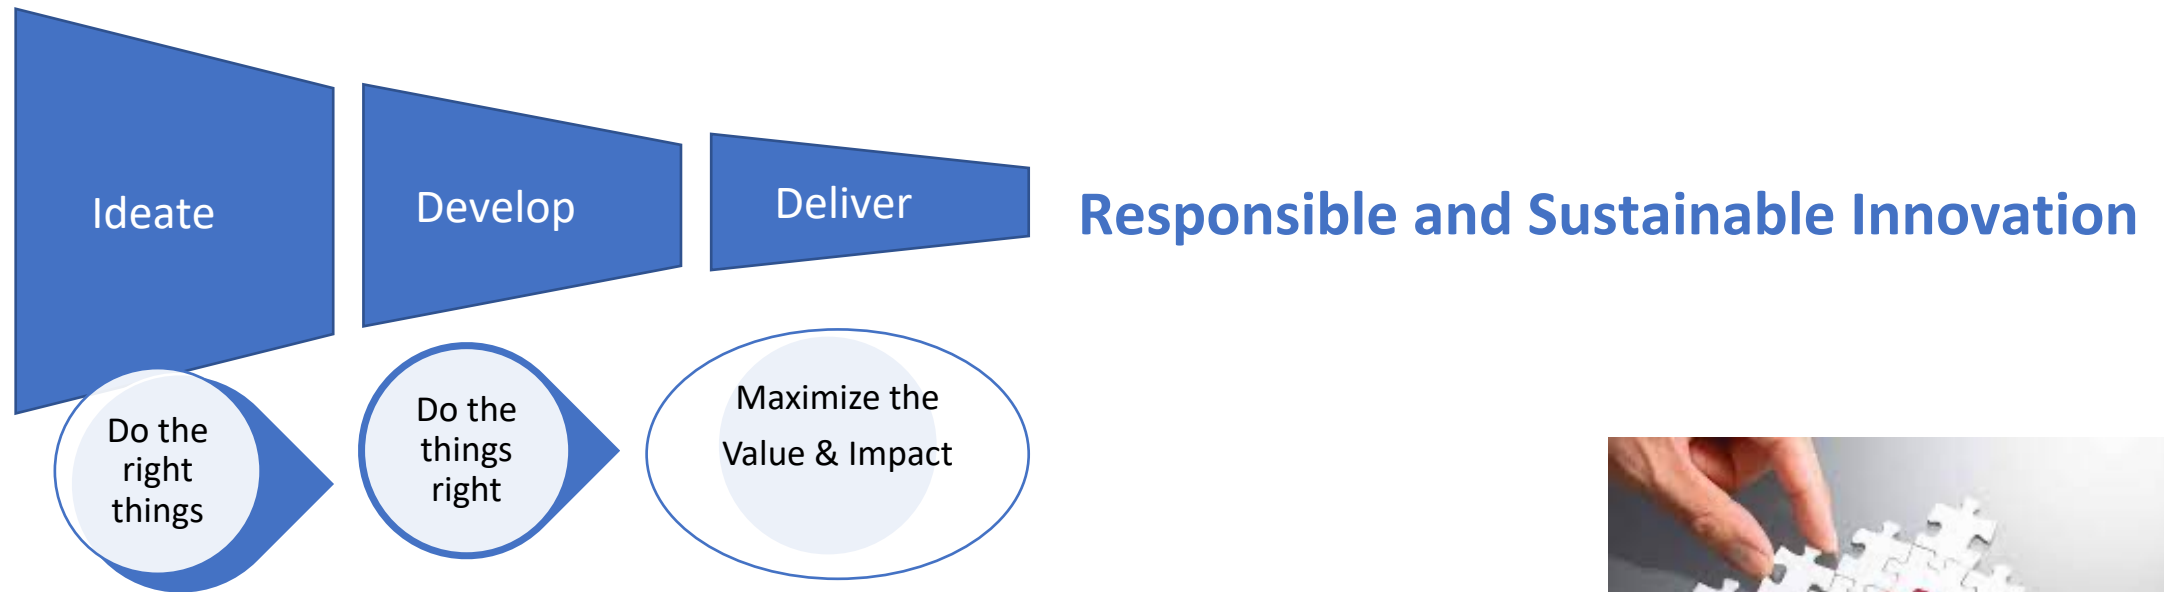 Ideate
Develop
Deliver
Responsible and Sustainable Innovation
Do the
right
things
Do the
things
right
Maximize the
Value & Impact